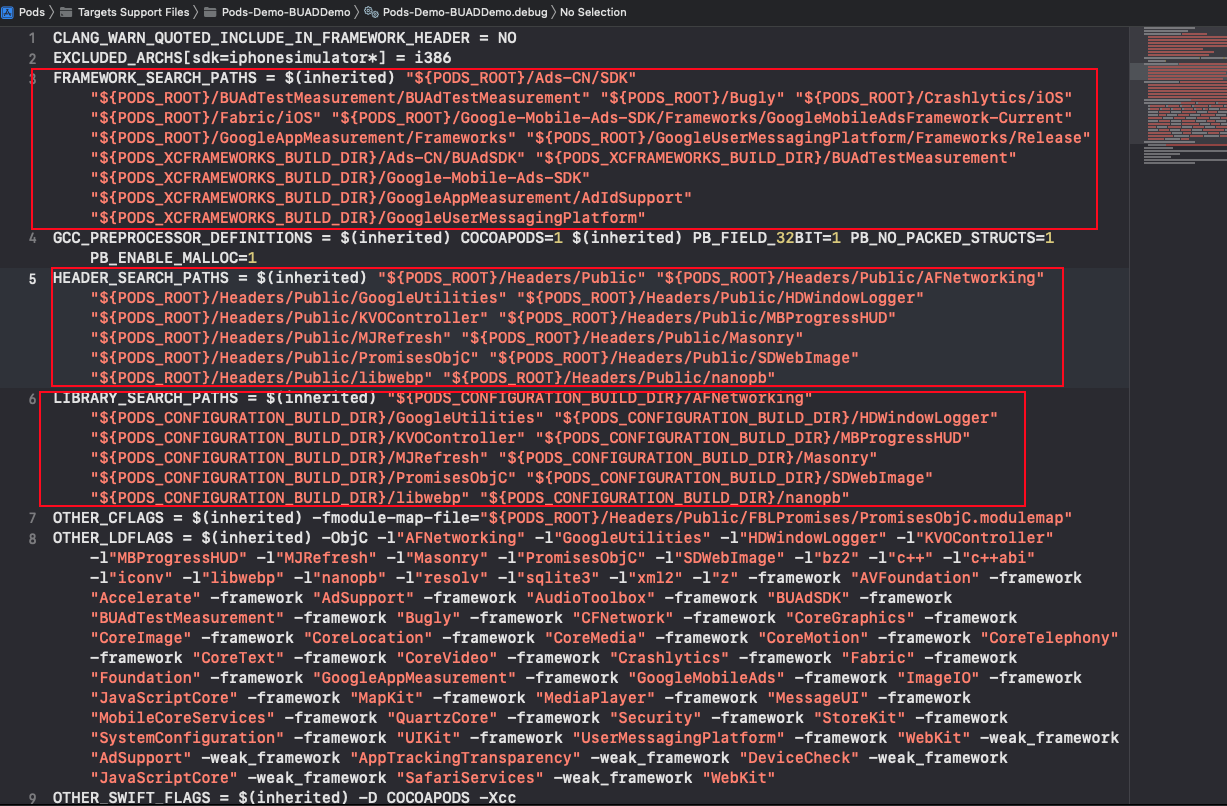 Pods 〉 Targets Support Files 〉 Pods-Demo-BUADDemo 〉 Pods-Demo-BUADDemo.debug 〉 No Selection
1 CLANG_WARN_QUOTED_INCLUDE_IN_FRAMEWORK_HEADER = NO
2 EXCLUDED_ARCHS[sdk=iphonesimulator*] = i386
3 FRAMEWORK_SEARCH_PATHS = $(inherited) "${PODS_ROOT}/Ads-CN/SDK"
"${PODS_ROOT}/BUAdTestMeasurement/BUAdTestMeasurement" "${PODS_ROOT}/Bugly" "${PODS_ROOT}/Crashlytics/iOS"
"${PODS_ROOT}/Fabric/iOS" "${PODS_ROOT}/Google-Mobile-Ads-SDK/Frameworks/GoogleMobileAdsFramework-Current"
"${PODS_ROOT}/GoogleAppMeasurement/Frameworks" "${PODS_ROOT}/GoogleUserMessagingPlatform/Frameworks/Release"
"${PODS_XCFRAMEWORKS_BUILD_DIR}/Ads-CN/BUAdSDK" "${PODS_XCFRAMEWORKS_BUILD_DIR}/BUAdTestMeasurement"
"${PODS_XCFRAMEWORKS_BUILD_DIR}/Google-Mobile-Ads-SDK"
"${PODS_XCFRAMEWORKS_BUILD_DIR}/GoogleAppMeasurement/AdIdSupport"
"${PODS_XCFRAMEWORKS_BUILD_DIR}/GoogleUserMessagingPlatform"
4 GCC_PREPROCESSOR_DEFINITIONS = $(inherited) COCOAPODS=1 $(inherited) PB_FIELD_32BIT=1 PB_NO_PACKED_STRUCTS=1
PB_ENABLE_MALLOC=1
5 HEADER_SEARCH_PATHS = $(inherited) "${PODS_ROOT}/Headers/Public" "${PODS_ROOT}/Headers/Public/AFNetworking"
"${PODS_ROOT}/Headers/Public/GoogleUtilities" "${PODS_ROOT}/Headers/Public/HDWindowLogger"
"${PODS_ROOT}/Headers/Public/KVOController" "${PODS_ROOT}/Headers/Public/MBProgressHUD"
"${PODS_ROOT}/Headers/Public/MJRefresh" "${PODS_ROOT}/Headers/Public/Masonry"
"${PODS_ROOT}/Headers/Public/PromisesObjC" "${PODS_ROOT}/Headers/Public/SDWebImage"
"${PODS_ROOT}/Headers/Public/libwebp" "${PODS_ROOT}/Headers/Public/nanopb"
6 LIBRARY_SEARCH_PATHS = $(inherited) "${PODS_CONFIGURATION_BUILD_DIR}/AFNetworking"
"${PODS_CONFIGURATION_BUILD_DIR}/GoogleUtilities" "${PODS_CONFIGURATION_BUILD_DIR}/HDWindowLogger"
"${PODS_CONFIGURATION_BUILD_DIR}/KVOController" "${PODS_CONFIGURATION_BUILD_DIR}/MBProgressHUD"
"${PODS_CONFIGURATION_BUILD_DIR}/MJRefresh" "${PODS_CONFIGURATION_BUILD_DIR}/Masonry"
"${PODS_CONFIGURATION_BUILD_DIR}/PromisesObjC" "${PODS_CONFIGURATION_BUILD_DIR}/SDWebImage"
"${PODS_CONFIGURATION_BUILD_DIR}/libwebp" "${PODS_CONFIGURATION_BUILD_DIR}/nanopb"
7 OTHER_CFLAGS = $(inherited) -fmodule-map-file="${PODS_ROOT}/Headers/Public/FBLPromises/PromisesObjC.modulemap"
8 OTHER_LDFLAGS = $(inherited) -ObjC -l"AFNetworking" -l"GoogleUtilities" -l"HDWindowLogger" -l"KVOController"
-l"MBProgressHUD" -l"MJRefresh" -l"Masonry" -l"PromisesObjC" -l"SDWebImage" -l"bz2" -l"c++" -l"c++abi"
-l"iconv" -l"libwebp" -l"nanopb" -l"resolv" -l"sqlite3" -l"xml2" -l"z" -framework "AVFoundation" -framework
"Accelerate" -framework "AdSupport" -framework "AudioToolbox" -framework "BUAdSDK" -framework
"BUAdTestMeasurement" -framework "Bugly" -framework "CFNetwork" -framework "CoreGraphics" -framework
"CoreImage" -framework "CoreLocation" -framework "CoreMedia" -framework "CoreMotion" -framework "CoreTelephony"
-framework "CoreText" -framework "CoreVideo" -framework "Crashlytics" -framework "Fabric" -framework
"Foundation" -framework "GoogleAppMeasurement" -framework "GoogleMobileAds" -framework "ImageIO" -framework
"JavaScriptCore" -framework "MapKit" -framework "MediaPlayer" -framework "MessageUI" -framework
"MobileCoreServices" -framework "QuartzCore" -framework "Security" -framework "StoreKit" -framework
"SystemConfiguration" -framework "UIKit" -framework "UserMessagingPlatform" -framework "WebKit" -weak_framework
"AdSupport" -weak_framework "AppTrackingTransparency" -weak_framework "DeviceCheck" -weak_framework
"JavaScriptCore" -weak_framework "SafariServices" -weak_framework "WebKit"
9 OTHER_SWIFT_FLAGS = $(inherited) -D COCOAPODS -Xcc